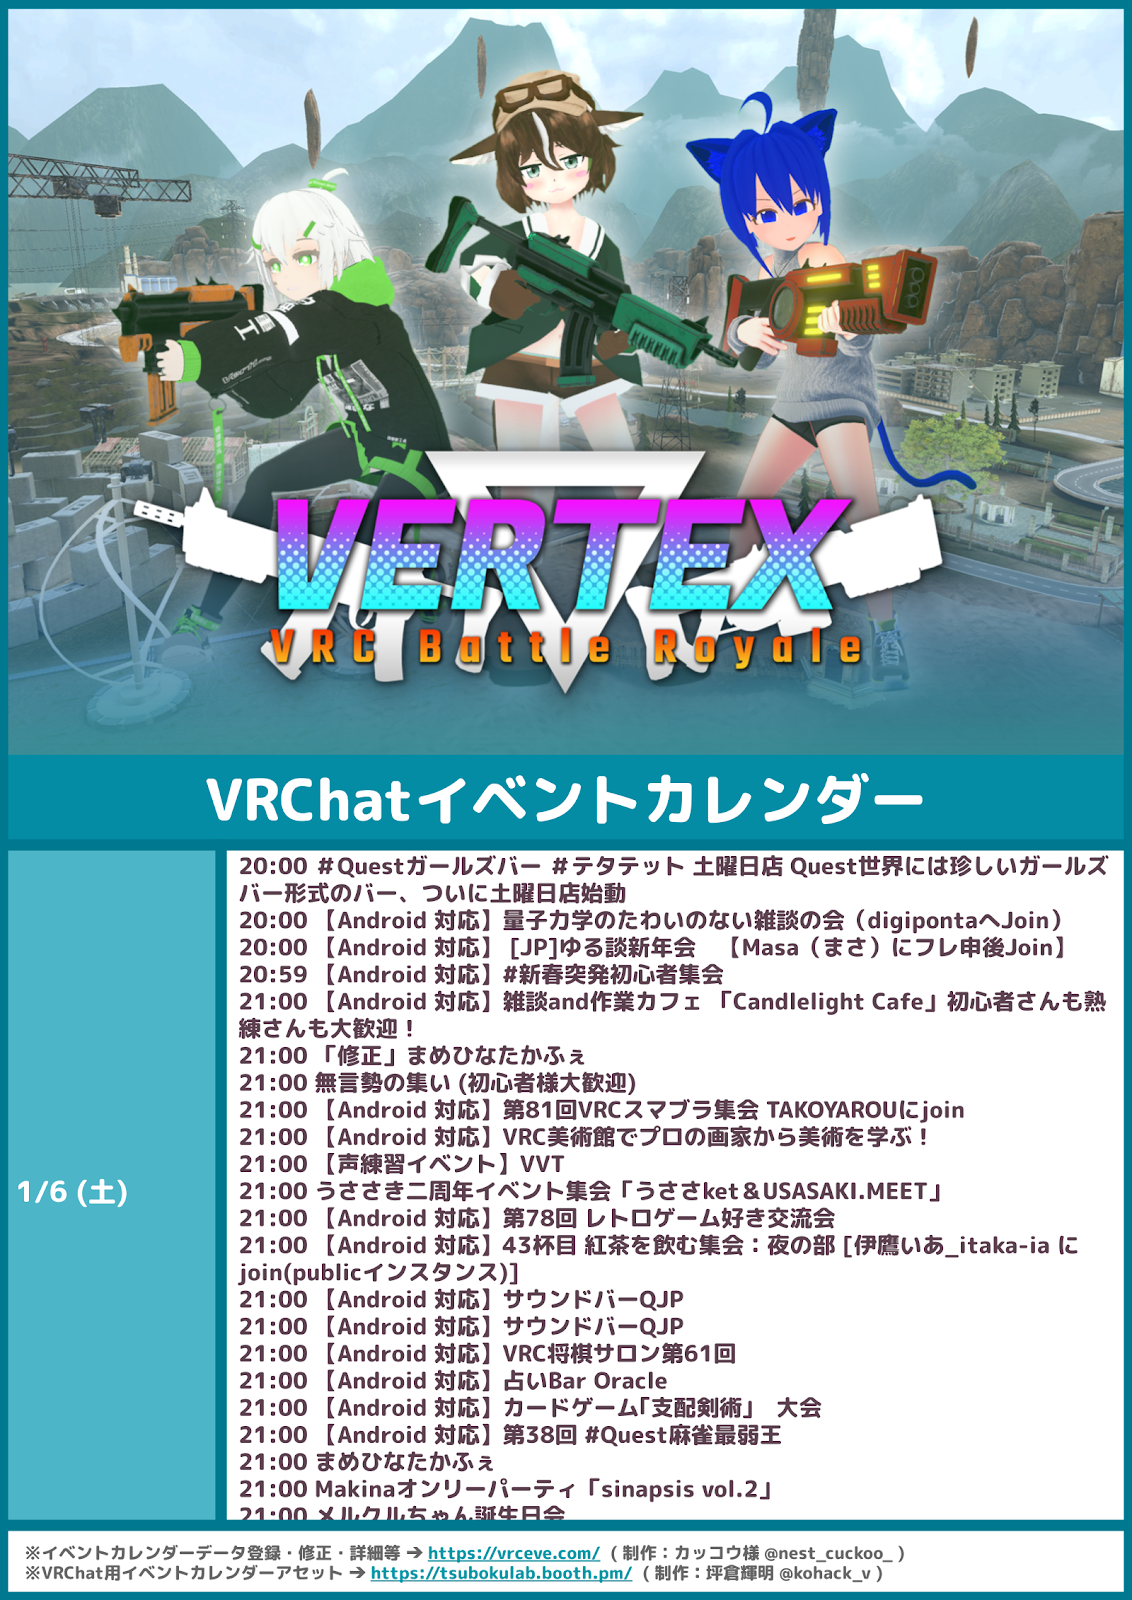 VERTEX
VRC Battle Royale
VRChatイベントカレンダー
1/6 (土)
20:00 #Questガールズバー #テタテット 土曜日店 Quest世界には珍しいガールズ
バー形式のバー、ついに土曜日店始動
20:00 【Android 対応】量子力学のたわいのない雑談の会（digipontaへJoin）
20:00 【Android 対応】 [JP]ゆる談新年会　【Masa（まさ）にフレ申後Join】
20:59 【Android 対応】#新春突発初心者集会
21:00 【Android 対応】雑談and作業カフェ 「Candlelight Cafe」初心者さんも熟
練さんも大歓迎！
21:00 「修正」まめひなたかふぇ
21:00 無言勢の集い (初心者様大歓迎)
21:00 【Android 対応】第81回VRCスマブラ集会 TAKOYAROUにjoin
21:00 【Android 対応】VRC美術館でプロの画家から美術を学ぶ！
21:00 【声練習イベント】VVT
21:00 うささき二周年イベント集会「うささket＆USASAKI.MEET」
21:00 【Android 対応】第78回 レトロゲーム好き交流会
21:00 【Android 対応】43杯目 紅茶を飲む集会：夜の部 [伊鷹いあ_itaka-ia に
join(publicインスタンス)]
21:00 【Android 対応】サウンドバーQJP
21:00 【Android 対応】サウンドバーQJP
21:00 【Android 対応】VRC将棋サロン第61回
21:00 【Android 対応】占いBar Oracle
21:00 【Android 対応】カードゲーム｢支配剣術」 大会
21:00 【Android 対応】第38回 #Quest麻雀最弱王
21:00 まめひなたかふぇ
21:00 Makinaオンリーパーティ「sinapsis vol.2」
21:00 メルクルちゃん誕生日会
※イベントカレンダーデータ登録・修正・詳細等 → https://vrceve.com/ ( 制作：カッコウ様 @nest_cuckoo_ )
※VRChat用イベントカレンダーアセット → https://tsubokulab.booth.pm/ ( 制作：坪倉輝明 @kohack_v )